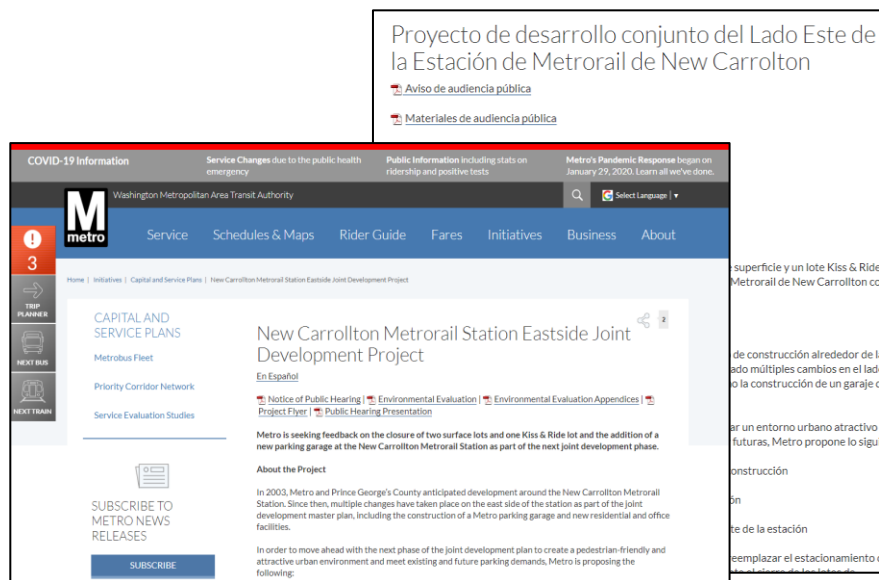 Proyecto de desarrollo conjunto del Lado Este de
la Estación de Metrorail de New Carrolton
Aviso de audiencia pública
Materiales de audiencia pública
COVID-19 Information
Service Changes due to the public health
emergency
Public Information including stats on
ridership and positive tests
Metro's Pandemic Response began on
January 29, 2020. Learn all we've done.
M
metro
Washington Metropolitan Area Transit Authority
Select Language | ▼
Service Schedules & Maps Rider Guide Fares Initiatives Business About
!
3
TRIP
PLANNER
NEXT BUS
NEXT TRAIN
Home | Initiatives | Capital and Service Plans | New Carrollton Metrorail Station Eastside Joint Development Project
CAPITAL AND
SERVICE PLANS
Metrobus Fleet
Priority Corridor Network
Service Evaluation Studies
SUBSCRIBE TO
METRO NEWS
RELEASES
SUBSCRIBE
2
New Carrollton Metrorail Station Eastside Joint
Development Project
En Español
Notice of Public Hearing | Environmental Evaluation | Environmental Evaluation Appendices |
Project Flyer | Public Hearing Presentation
Metro is seeking feedback on the closure of two surface lots and one Kiss & Ride lot and the addition of a
new parking garage at the New Carrollton Metrorail Station as part of the next joint development phase.
About the Project
In 2003, Metro and Prince George's County anticipated development around the New Carrollton Metrorail
Station. Since then, multiple changes have taken place on the east side of the station as part of the joint
development master plan, including the construction of a Metro parking garage and new residential and office
facilities.
In order to move ahead with the next phase of the joint development plan to create a pedestrian-friendly and
attractive urban environment and meet existing and future parking demands, Metro is proposing the
following:
superficie y un lote Kiss & Ride
Metrorail de New Carrollton co
de construcción alrededor de la
ado múltiples cambios en el lad
o la construcción de un garaje d
ar un entorno urbano atractivo
futuras, Metro propone lo sigui
onstrucción
ón
te de la estación
eemplazar el estacionamiento